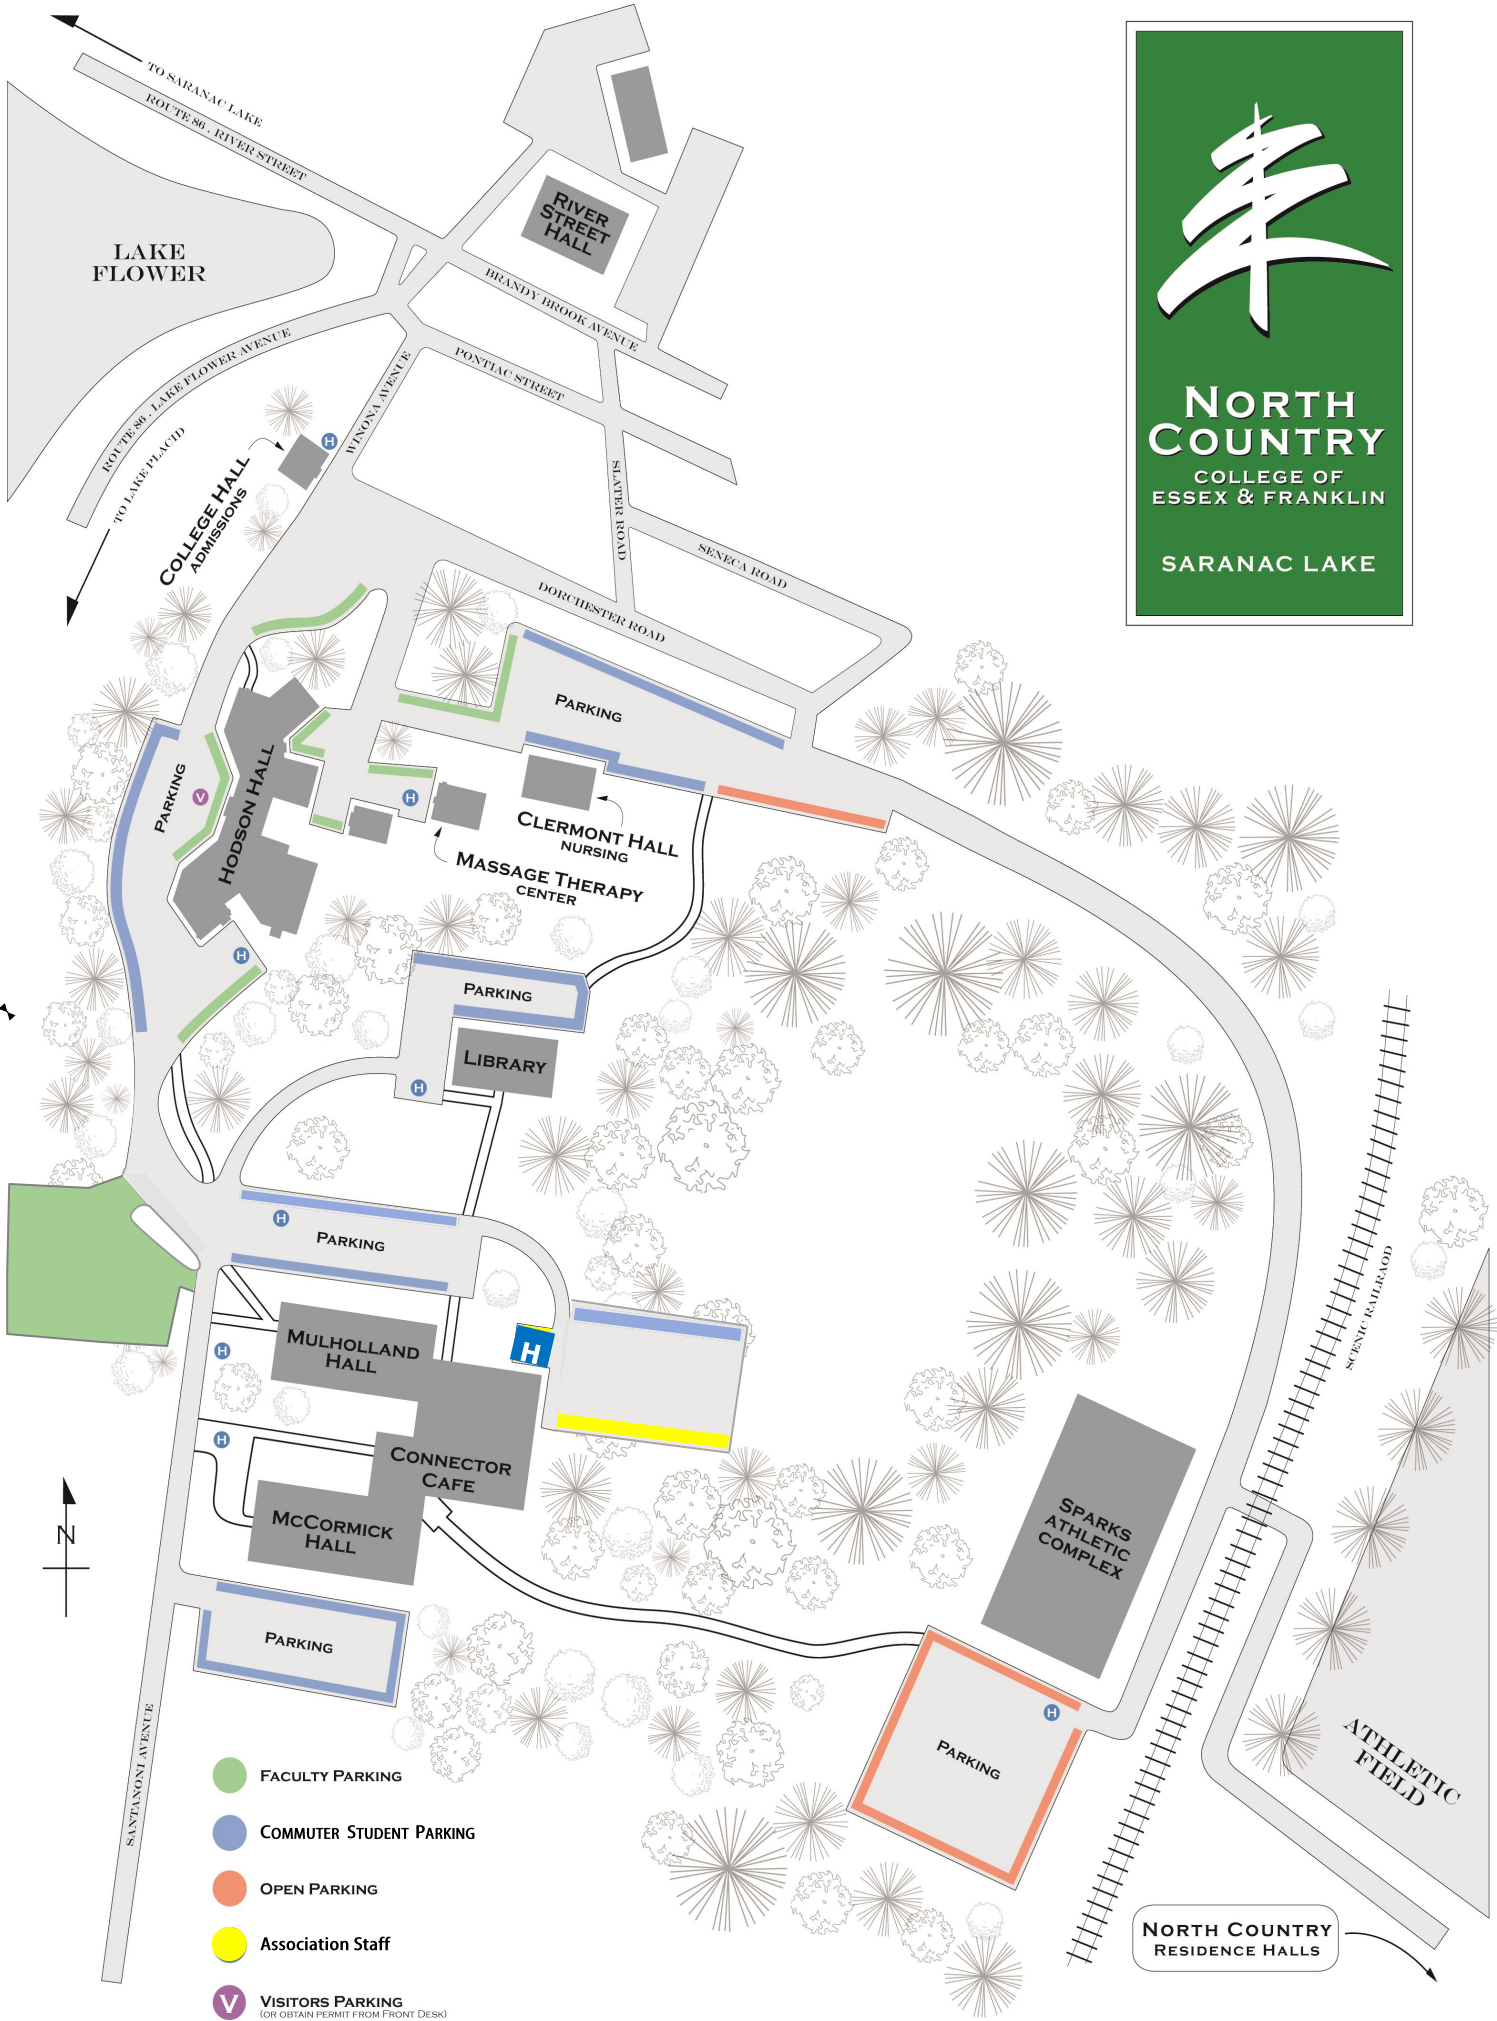 TO SARANAC LAKE
ROUTE 86 . RIVER STREET
LAKE
FLOWER
RIVER
STREET
HALL
BRANDY BROOK AVENUE
PONTIAC STREET
ROUTE 86 . LAKE FLOWER AVENUE
TO LAKE PLACID
WINONA AVENUE
H
COLLEGE HALL
ADMISSIONS
SLATER ROAD
SENECA ROAD
DORCHESTER ROAD
NORTH
COUNTRY
COLLEGE OF
ESSEX & FRANKLIN
SARANAC LAKE
PARKING
PARKING
V
HODSON HALL
H
CLERMONT HALL
NURSING
MASSAGE THERAPY
CENTER
H
PARKING
LIBRARY
H
H
PARKING
MULHOLLAND
HALL
H
H
H
CONNECTOR
CAFE
MCCORMICK
HALL
N
PARKING
SANTANONI AVENUE
SPARKS
ATHLETIC
COMPLEX
SCENIC RAILRAOD
H
PARKING
ATHLETIC
FIELD
NORTH COUNTRY
RESIDENCE HALLS
FACULTY PARKING
COMMUTER STUDENT PARKING
OPEN PARKING
Association Staff
V
VISITORS PARKING
(OR OBTAIN PERMIT FROM FRONT DESK)